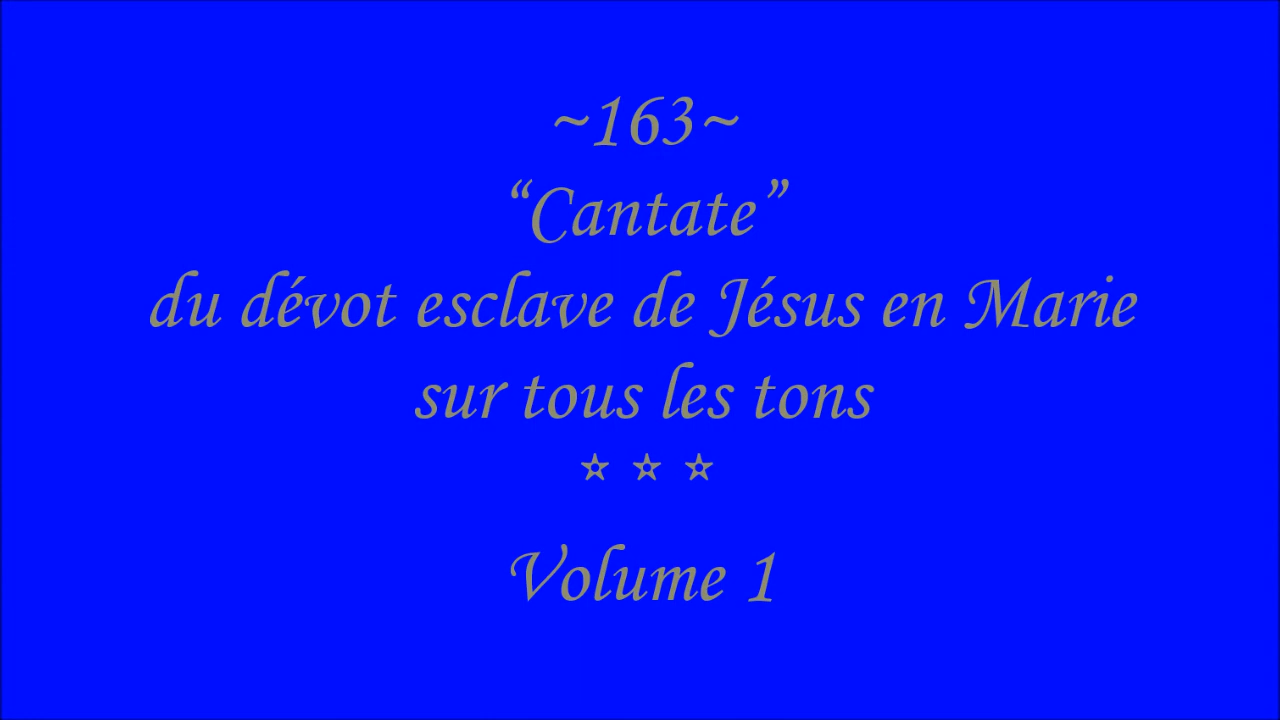 ~163~
“Cantate”
du dévot esclave de Jésus en Marie
sur tous les tons
☆ ☆ ☆
Volume 1